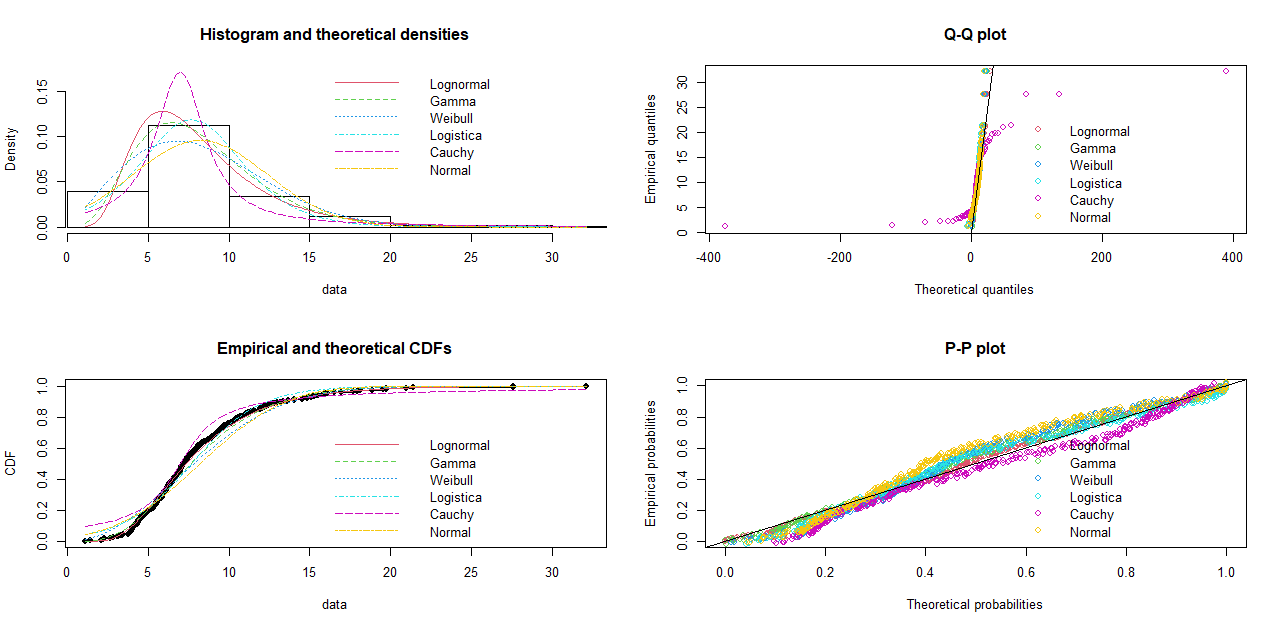 Histogram and theoretical densities
Density
0.00
0.05
0.10
0.15
Lognormal
Gamma
Weibull
Logistica
Cauchy
Normal
0 5 10 15 20 25 30
data
Q-Q plot
Empirical quantiles
0
5
10
15
20
25
30
Lognormal
Gamma
Weibull
Logistica
Cauchy
Normal
-400 -200 0 200 400
Theoretical quantiles
Empirical and theoretical CDFs
CDF
0.0
0.2
0.4
0.6
0.8
1.0
Lognormal
Gamma
Weibull
Logistica
Cauchy
Normal
0 5 10 15 20 25 30
data
P-P plot
Empirical probabilities
0.0
0.2
0.4
0.6
0.8
1.0
Lognormal
Gamma
Weibull
Logistica
Cauchy
Normal
0.0 0.2 0.4 0.6 0.8 1.0
Theoretical probabilities